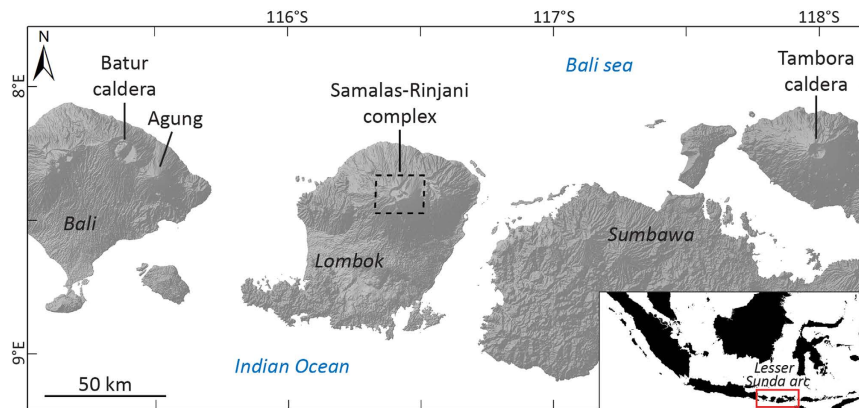 116°S
117°S
118°S
N
8°E
9°E
Batur
caldera
Agung
Samalas-Rinjani
complex
Bali sea
Tambora
caldera
Bali
Lombok
Sumbawa
Indian Ocean
50 km
Lesser
Sunda arc